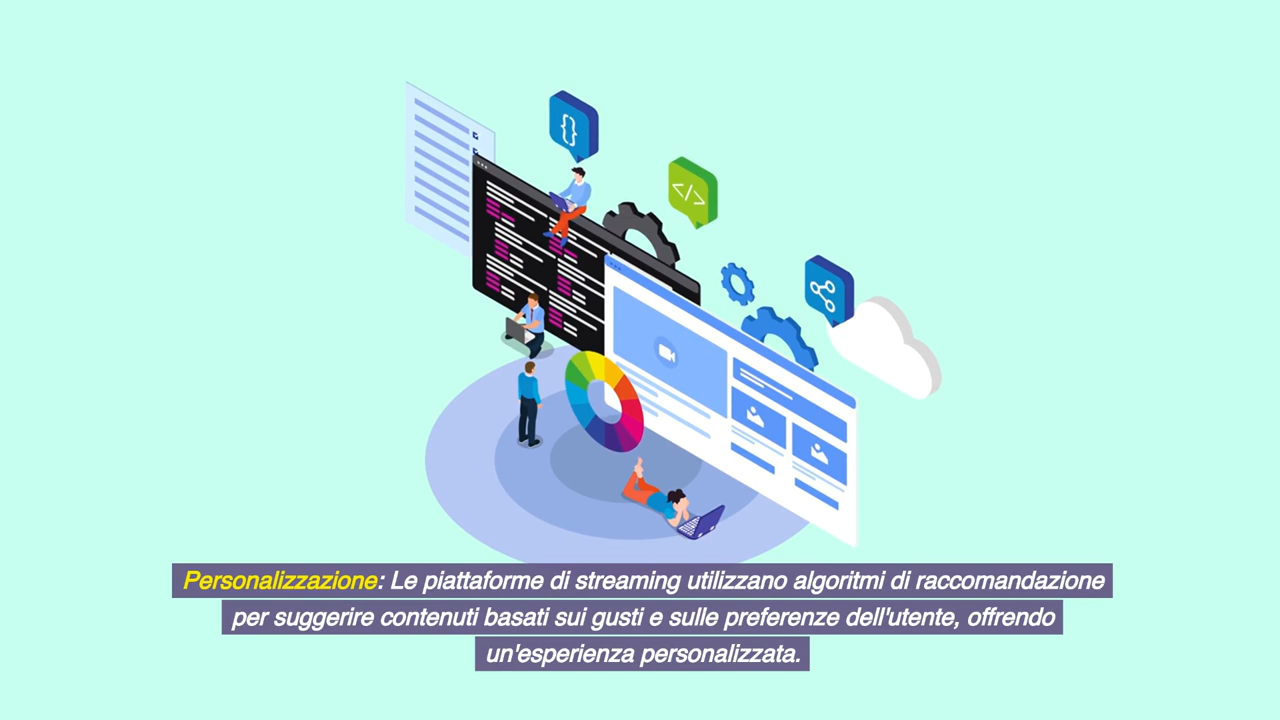 {}
</>
Personalizzazione: Le piattaforme di streaming utilizzano algoritmi di raccomandazione
per suggerire contenuti basati sui gusti e sulle preferenze dell'utente, offrendo
un'esperienza personalizzata.